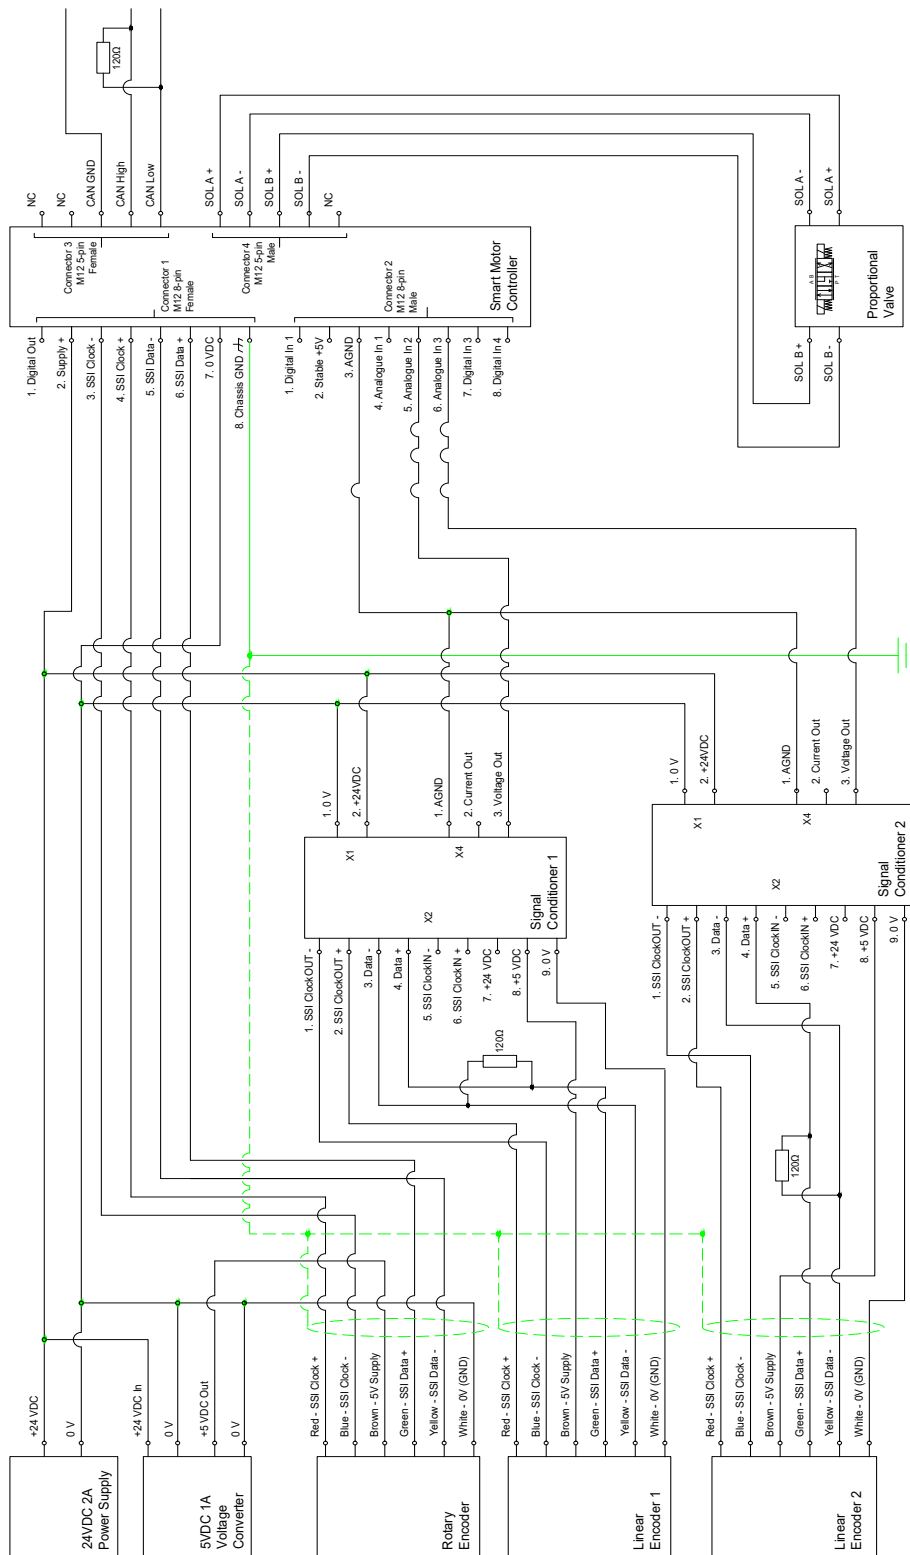 120Ω
NC
NC
CAN GND
CAN High
CAN Low
SOL A +
SOL A -
SOL B +
SOL B -
NC
Connector 3
M12 5-pin
Female
Connector 1
M12 8-pin
Female
Connector 4
M12 5-pin
Male
Connector 2
M12 8-pin
Male
Smart Motor
Controller
1. Digital Out
2. Supply +
3. SSI Clock -
4. SSI Clock +
5. SSI Data -
6. SSI Data +
7. 0 VDC
8. Chassis GND
1. Digital In 1
2. Stable +5V
3. AGND
4. Analogue In 1
5. Analogue In 2
6. Analogue In 3
7. Digital In 3
8. Digital In 4
SOL A -
SOL A +
A B
P T
Proportional
Valve
SOL B +
SOL B -
1. 0 V
2. +24VDC
1. AGND
2. Current Out
3. Voltage Out
X1
X4
X2
Signal
Conditioner 1
1. SSI ClockOUT -
2. SSI ClockOUT +
3. Data -
4. Data +
5. SSI ClockIN -
6. SSI ClockIN +
7. +24 VDC
8. +5 VDC
9. 0 V
120Ω
1. 0 V
2. +24VDC
1. AGND
2. Current Out
3. Voltage Out
X1
X4
X2
Signal
Conditioner 2
1. SSI ClockOUT -
2. SSI ClockOUT +
3. Data -
4. Data +
5. SSI ClockIN -
6. SSI ClockIN +
7. +24 VDC
8. +5 VDC
9. 0 V
120Ω
+24 VDC
0 V
24VDC 2A
Power Supply
+24 VDC In
0 V
+5 VDC Out
0 V
5VDC 1A
Voltage
Converter
Red - SSI Clock +
Blue - SSI Clock -
Brown - 5V Supply
Green - SSI Data +
Yellow - SSI Data -
White - 0V (GND)
Rotary
Encoder
Red - SSI Clock +
Blue - SSI Clock -
Brown - 5V Supply
Green - SSI Data +
Yellow - SSI Data -
White - 0V (GND)
Linear
Encoder 1
Red - SSI Clock +
Blue - SSI Clock -
Brown - 5V Supply
Green - SSI Data +
Yellow - SSI Data -
White - 0V (GND)
Linear
Encoder 2